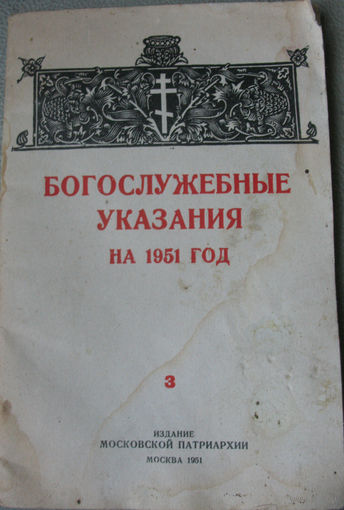 БОГОСЛУЖЕБНЫЕ
УКАЗАНИЯ
НА 1951 ГОД
3
ИЗДАНИЕ
МОСКОВСКОЙ ПАТРИАРХИИ
МОСКВА 1951